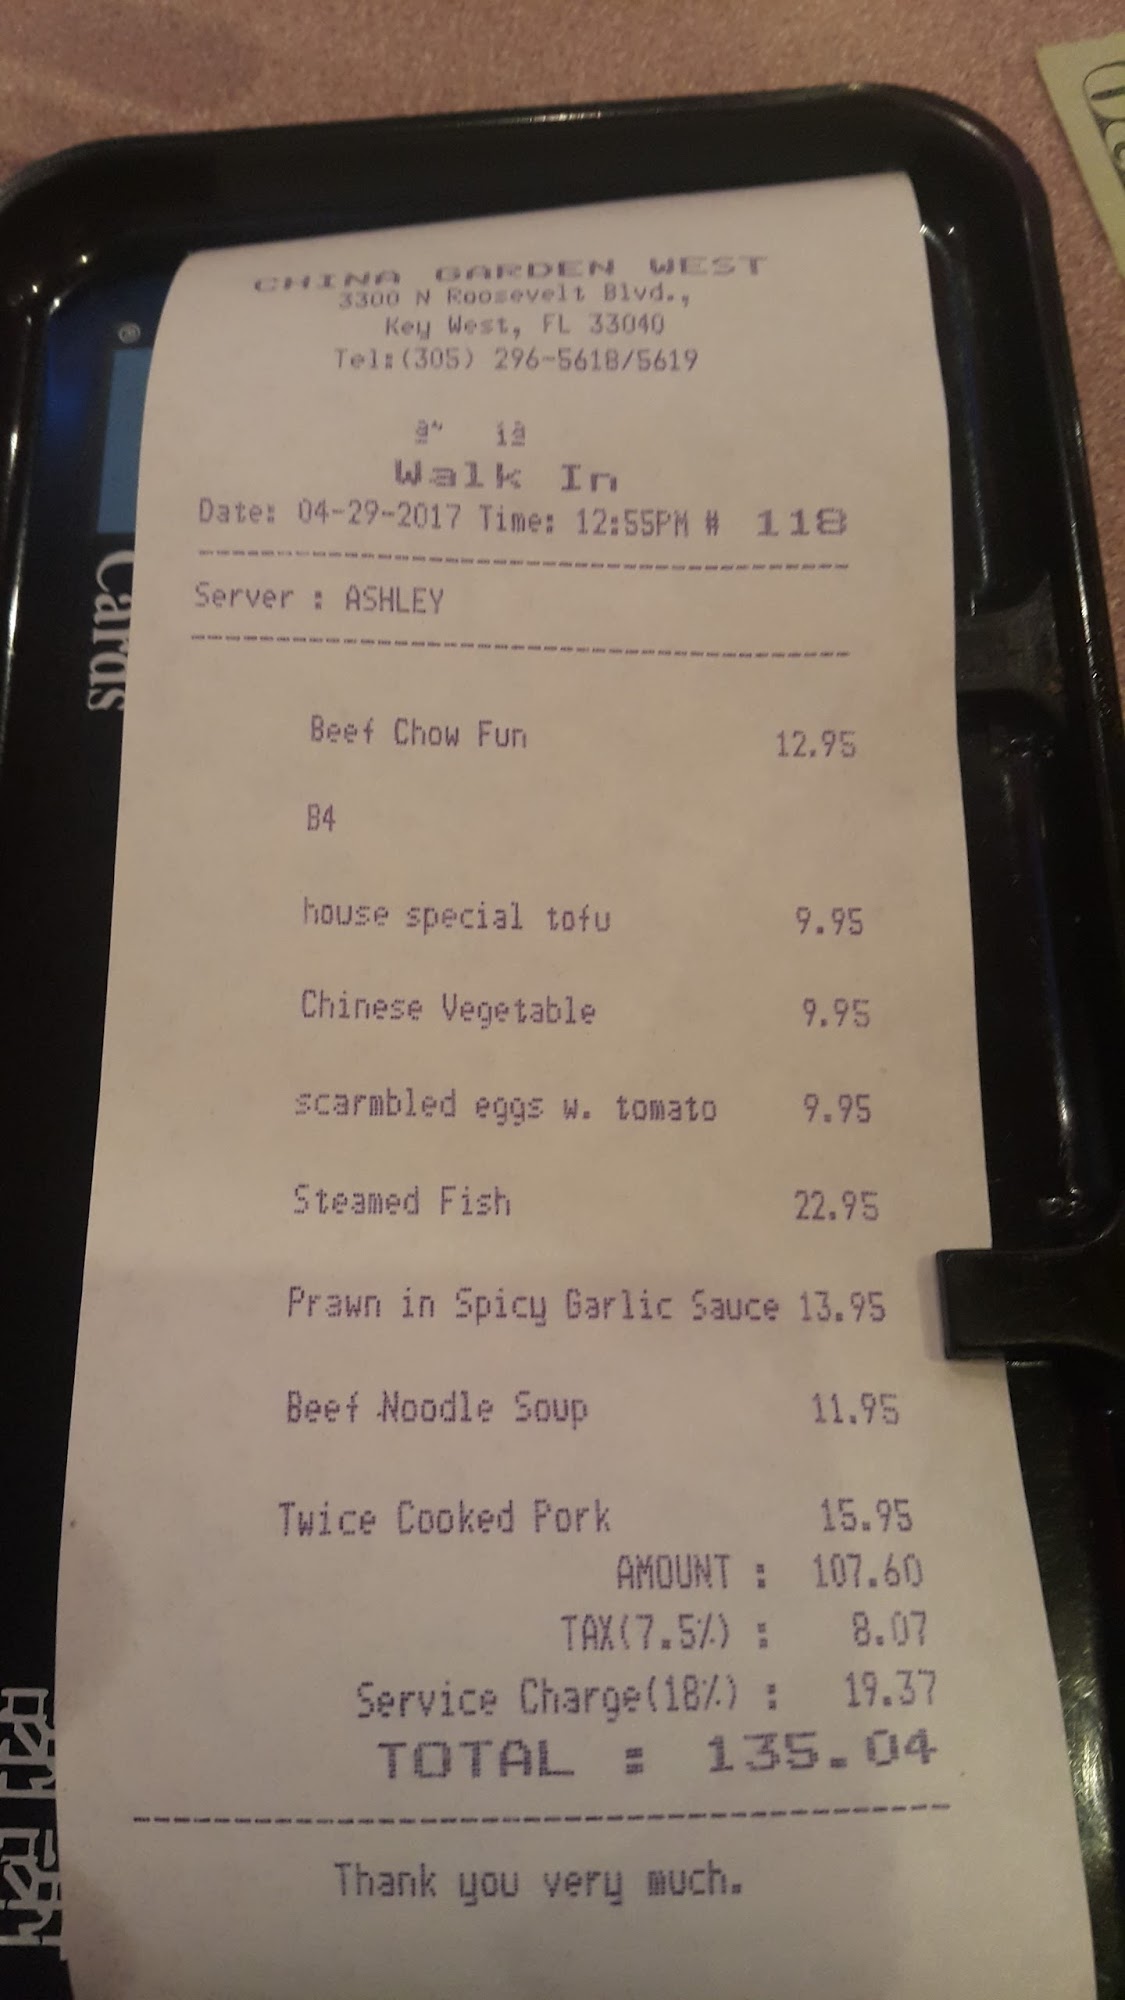 CHINA GARDEN WEST
3300 N Roosevelt Blvd.,
Key West, FL 33040
Tel:(305) 296-5618/5619
Walk In
Date: 04-29-2017 Time: 12:55PM # 118
Server : ASHLEY
Beef Chow Fun 12.95
B4
house special tofu 9.95
Chinese Vegetable 9.95
scarmbled eggs w. tomato 9.95
Steamed Fish 22.95
Prawn in Spicy Garlic Sauce 13.95
Beef Noodle Soup 11.95
Twice Cooked Pork 15.95
AMOUNT : 107.60
TAX(7.5%) : 8.07
Service Charge(18%) : 19.37
TOTAL : 135.04
Thank you very much.
®
Cards